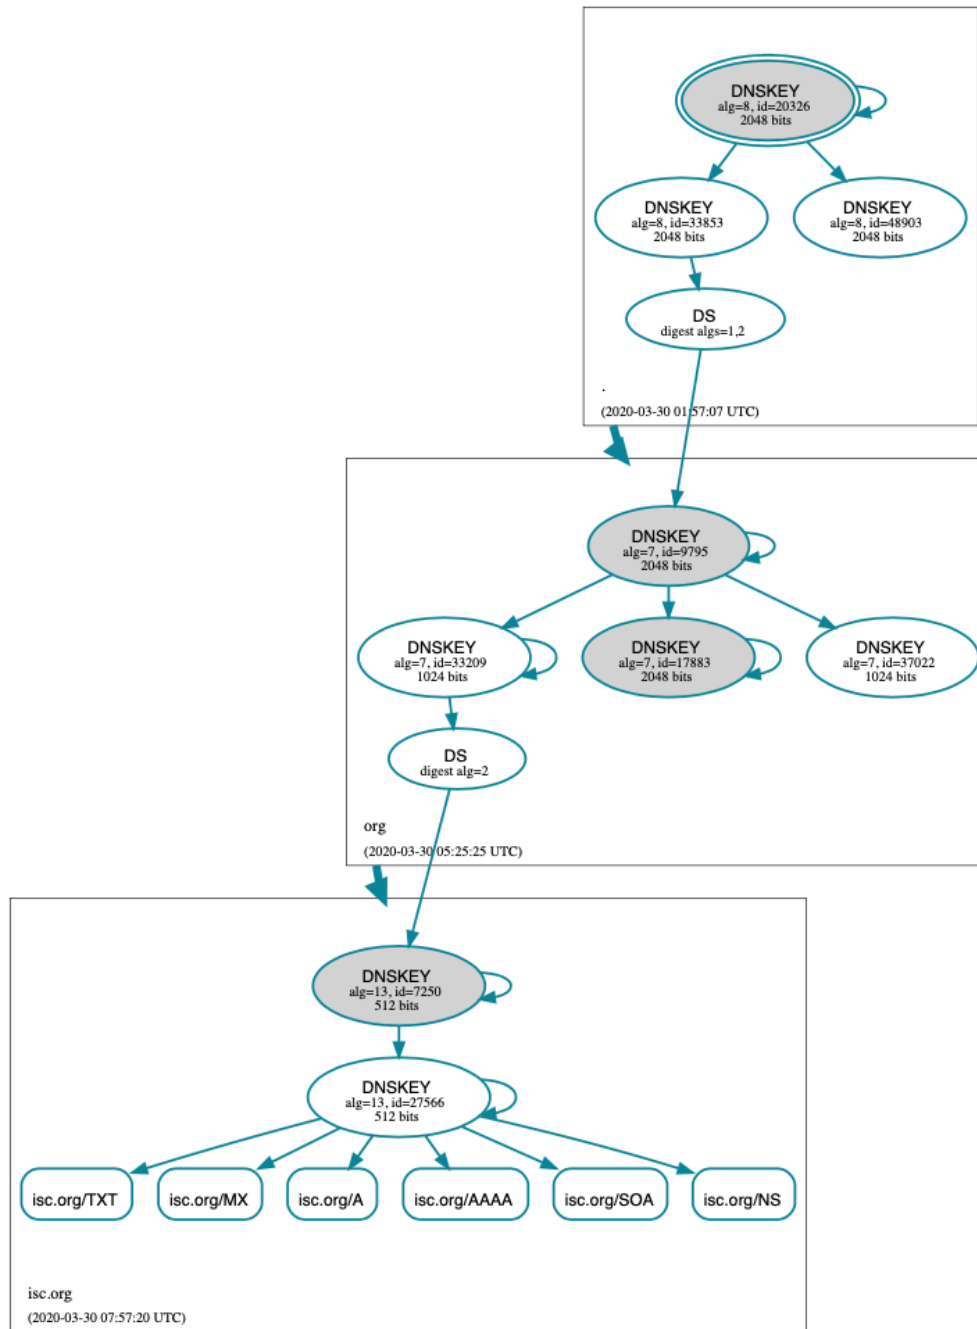 DNSKEY
alg=8, id=20326
2048 bits
DNSKEY
alg=8, id=33853
2048 bits
DNSKEY
alg=8, id=48903
2048 bits
DS
digest algs=1,2
.
(2020-03-30 01:57:07 UTC)
DNSKEY
alg=7, id=9795
2048 bits
DNSKEY
alg=7, id=33209
1024 bits
DNSKEY
alg=7, id=17883
2048 bits
DNSKEY
alg=7, id=37022
1024 bits
DS
digest alg=2
org
(2020-03-30 05:25:25 UTC)
DNSKEY
alg=13, id=7250
512 bits
DNSKEY
alg=13, id=27566
512 bits
isc.org/TXT
isc.org/MX
isc.org/A
isc.org/AAAA
isc.org/SOA
isc.org/NS
isc.org
(2020-03-30 07:57:20 UTC)